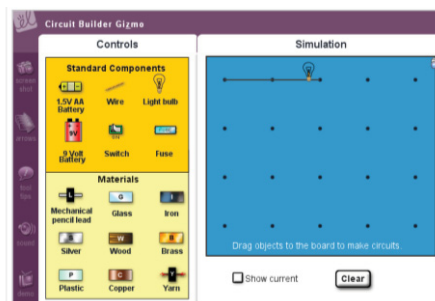 Circuit Builder Gizmo
Controls
Simulation
Standard Components
1.5V AA
Battery
Wire
Light bulb
9V
9 Volt
Battery
Switch
Fuse
Materials
L
G
I
Mechanical
pencil lead
Glass
Iron
S
W
B
Silver
Wood
Brass
P
C
Y
Plastic
Copper
Yarn
Drag objects to the board to make circuits.
Show current
Clear